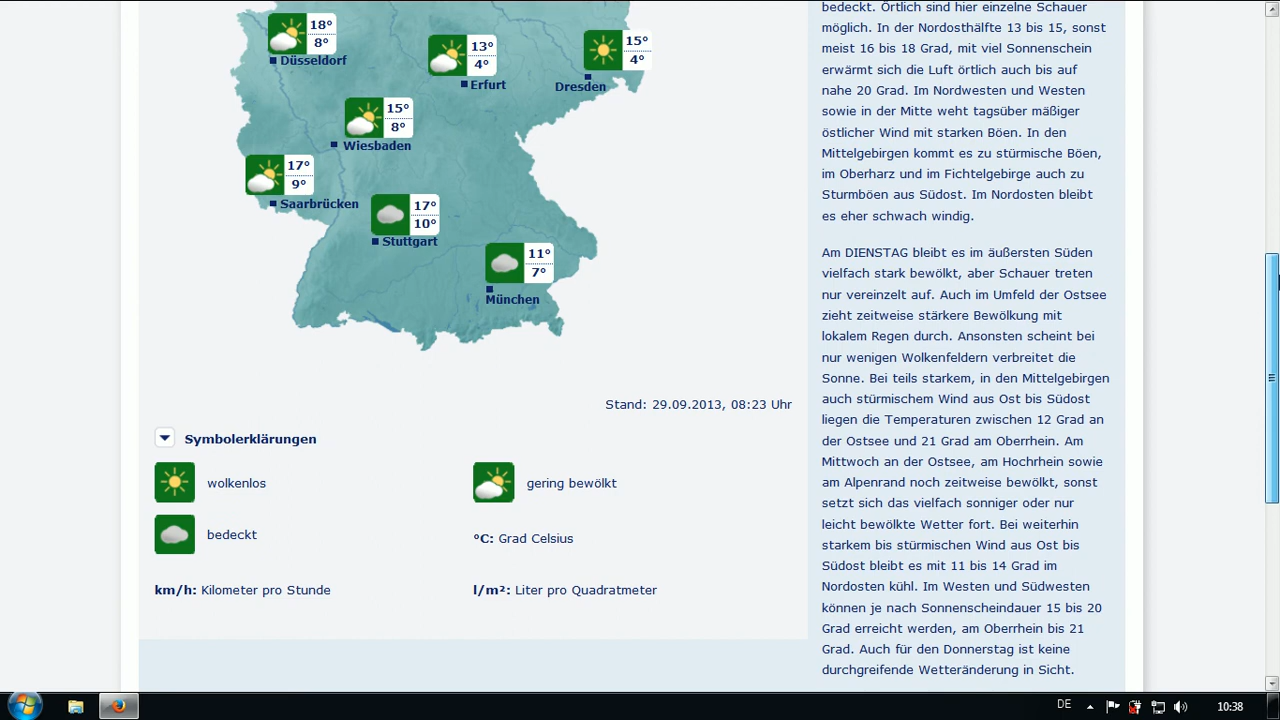 18°
8°
Düsseldorf
13°
4°
Erfurt
15°
4°
Dresden
15°
8°
Wiesbaden
17°
9°
Saarbrücken
17°
10°
Stuttgart
11°
7°
München
Stand: 29.09.2013, 08:23 Uhr
Symbolerklärungen
wolkenlos
gering bewölkt
bedeckt
°C: Grad Celsius
km/h: Kilometer pro Stunde
l/m²: Liter pro Quadratmeter
bedeckt. Örtlich sind hier einzelne Schauer
möglich. In der Nordosthälfte 13 bis 15, sonst
meist 16 bis 18 Grad, mit viel Sonnenschein
erwärmt sich die Luft örtlich auch bis auf
nahe 20 Grad. Im Nordwesten und Westen
sowie in der Mitte weht tagsüber mäßiger
östlicher Wind mit starken Böen. In den
Mittelgebirgen kommt es zu stürmische Böen,
im Oberharz und im Fichtelgebirge auch zu
Sturmböen aus Südost. Im Nordosten bleibt
es eher schwach windig.
Am DIENSTAG bleibt es im äußersten Süden
vielfach stark bewölkt, aber Schauer treten
nur vereinzelt auf. Auch im Umfeld der Ostsee
zieht zeitweise stärkere Bewölkung mit
lokalem Regen durch. Ansonsten scheint bei
nur wenigen Wolkenfeldern verbreitet die
Sonne. Bei teils starkem, in den Mittelgebirgen
auch stürmischem Wind aus Ost bis Südost
liegen die Temperaturen zwischen 12 Grad an
der Ostsee und 21 Grad am Oberrhein. Am
Mittwoch an der Ostsee, am Hochrhein sowie
am Alpenrand noch zeitweise bewölkt, sonst
setzt sich das vielfach sonniger oder nur
leicht bewölkte Wetter fort. Bei weiterhin
starkem bis stürmischen Wind aus Ost bis
Südost bleibt es mit 11 bis 14 Grad im
Nordosten kühl. Im Westen und Südwesten
können je nach Sonnenscheindauer 15 bis 20
Grad erreicht werden, am Oberrhein bis 21
Grad. Auch für den Donnerstag ist keine
durchgreifende Wetteränderung in Sicht.
DE
10:38